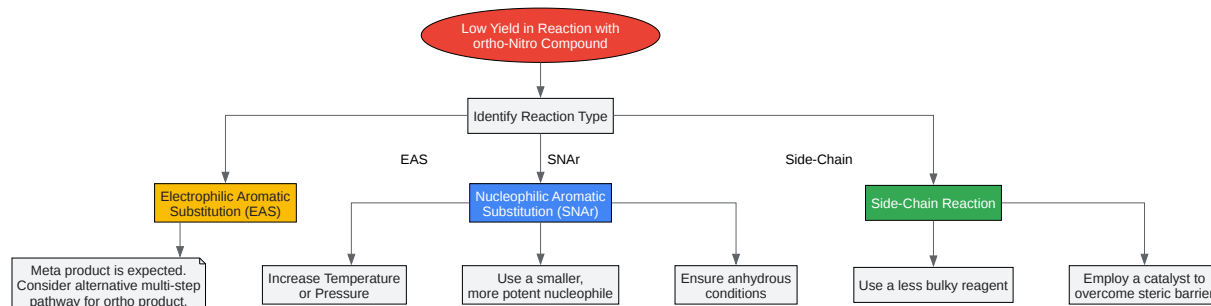 Low Yield in Reaction with
ortho-Nitro Compound
Identify Reaction Type
EAS
SNAr
Side-Chain
Electrophilic Aromatic
Substitution (EAS)
Nucleophilic Aromatic
Substitution (SNAr)
Side-Chain Reaction
Meta product is expected.
Consider alternative multi-step
pathway for ortho product.
Increase Temperature
or Pressure
Use a smaller,
more potent nucleophile
Ensure anhydrous
conditions
Use a less bulky reagent
Employ a catalyst to
overcome steric barrier